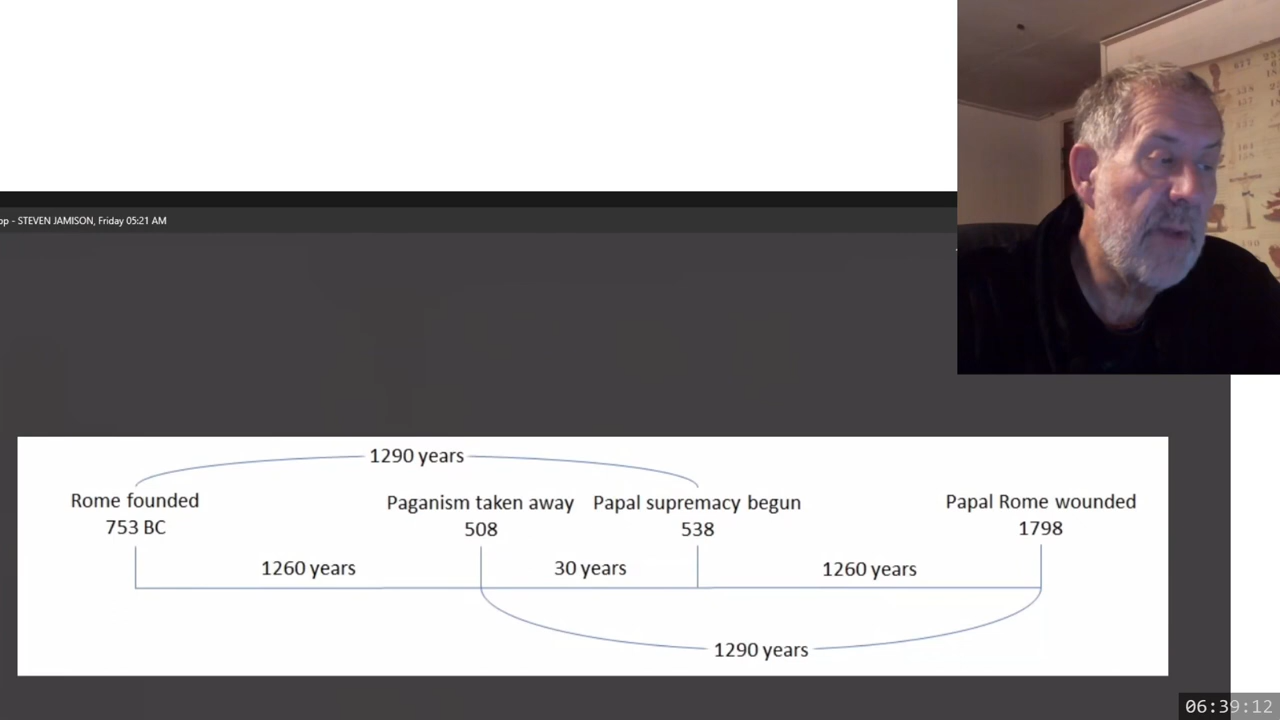 op - STEVEN JAMISON, Friday 05:21 AM
1290 years
Rome founded
753 BC
Paganism taken away
508
Papal supremacy begun
538
Papal Rome wounded
1798
1260 years
30 years
1260 years
1290 years
06:39:12